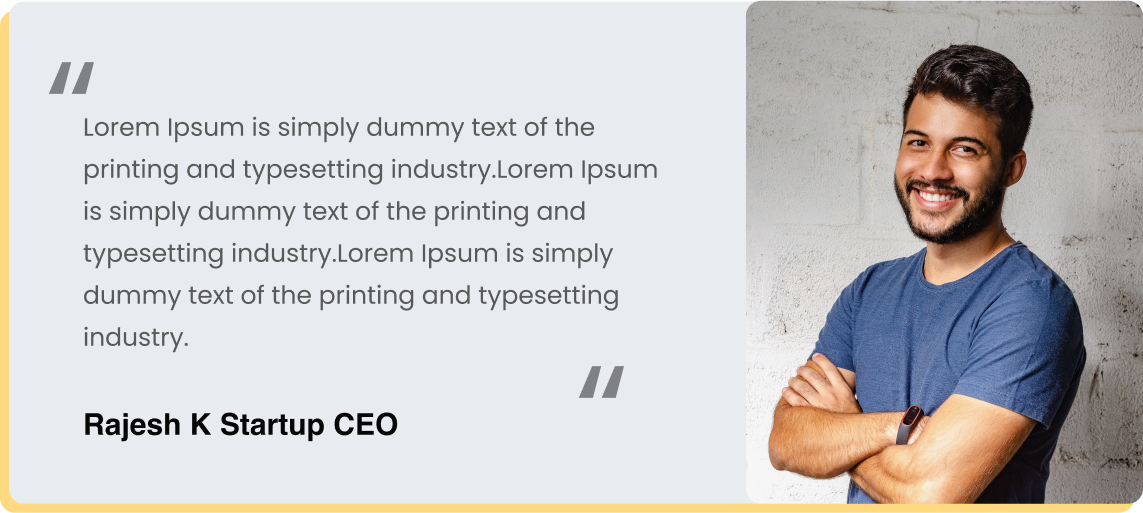 "
Lorem Ipsum is simply dummy text of the
printing and typesetting industry.Lorem Ipsum
is simply dummy text of the printing and
typesetting industry.Lorem Ipsum is simply
dummy text of the printing and typesetting
industry.
"
Rajesh K Startup CEO